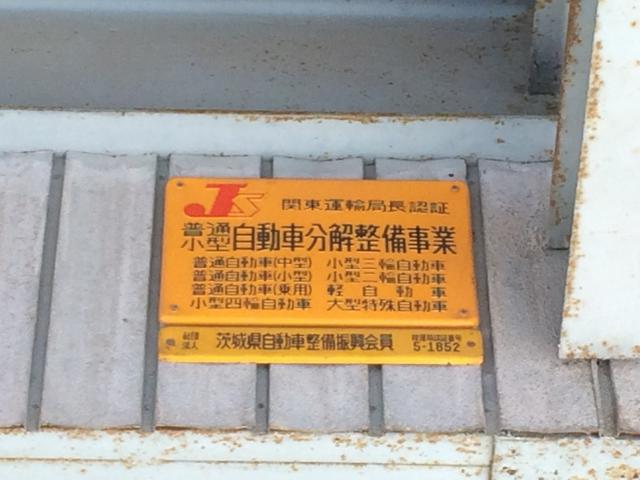 JS 関東運輸局長認証
普通
小型 自動車分解整備事業
普通自動車(中型) 小型三輪自動車
普通自動車(小型) 小型二輪自動車
普通自動車(乗用) 軽自動車
小型四輪自動車 大型特殊自動車
社団
法人 茨城県自動車整備振興会員
5-1852